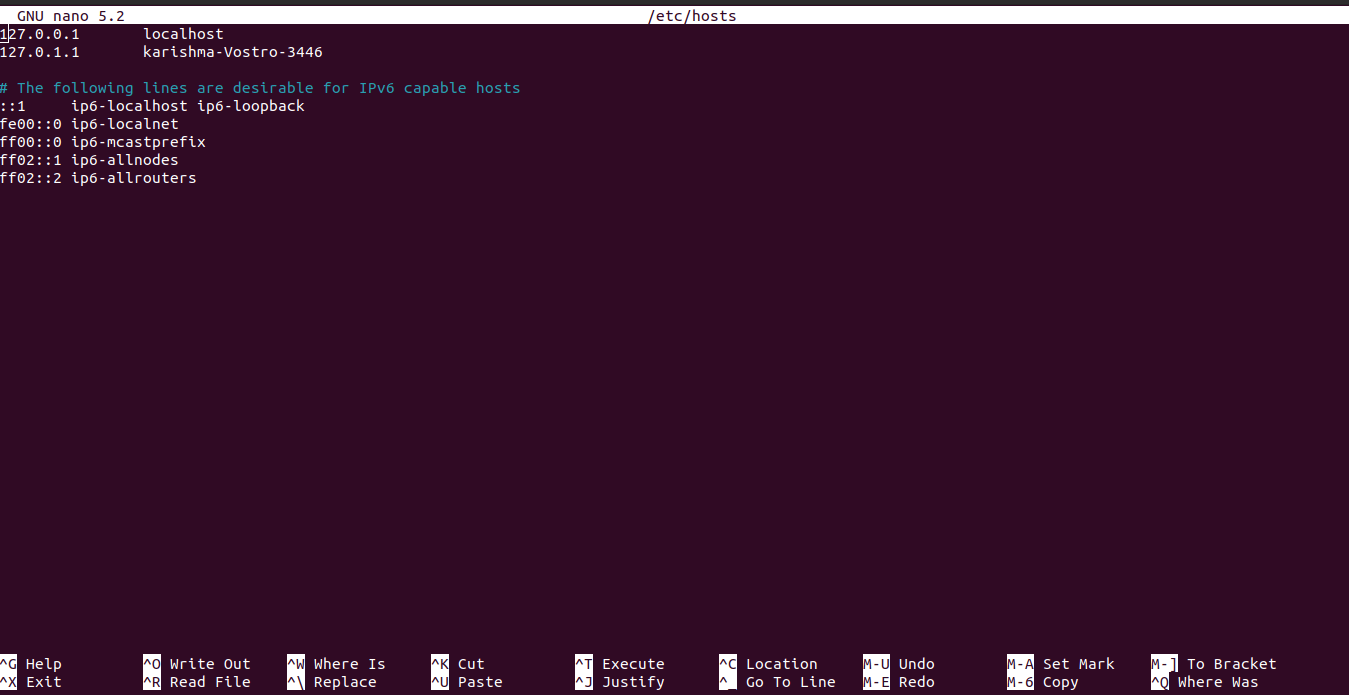 GNU nano 5.2 /etc/hosts
127.0.0.1 localhost
127.0.1.1 karishma-Vostro-3446
# The following lines are desirable for IPv6 capable hosts
::1 ip6-localhost ip6-loopback
fe00::0 ip6-localnet
ff00::0 ip6-mcastprefix
ff02::1 ip6-allnodes
ff02::2 ip6-allrouters
^G Help ^O Write Out ^W Where Is ^K Cut ^T Execute ^C Location M-U Undo M-A Set Mark M-] To Bracket
^X Exit ^R Read File ^\ Replace ^U Paste ^J Justify ^_ Go To Line M-E Redo M-6 Copy ^Q Where Was